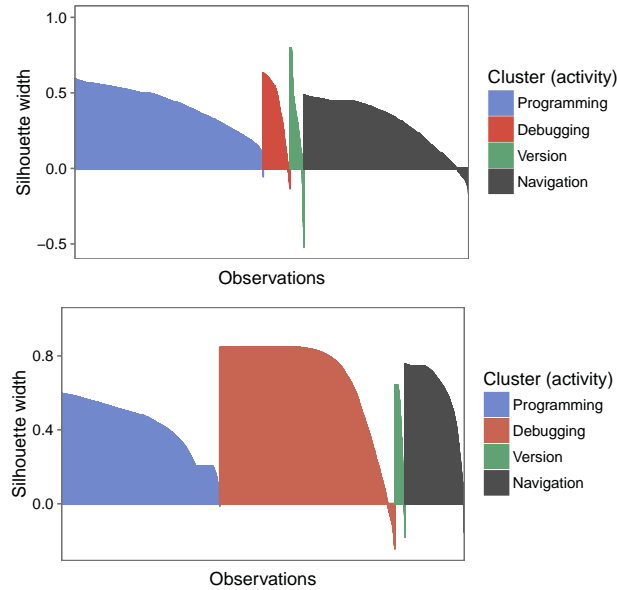 1.0
0.5
0.0
−0.5
Silhouette width
Observations
Cluster (activity)
Programming
Debugging
Version
Navigation
0.8
0.4
0.0
Silhouette width
Observations
Cluster (activity)
Programming
Debugging
Version
Navigation